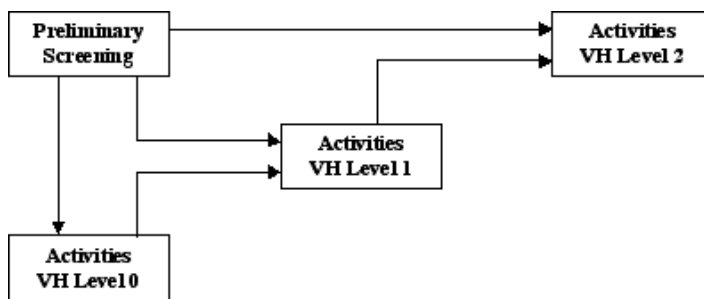 Preliminary
Screening
Activities
VH Level 2
Activities
VH Level 1
Activities
VH Level 0